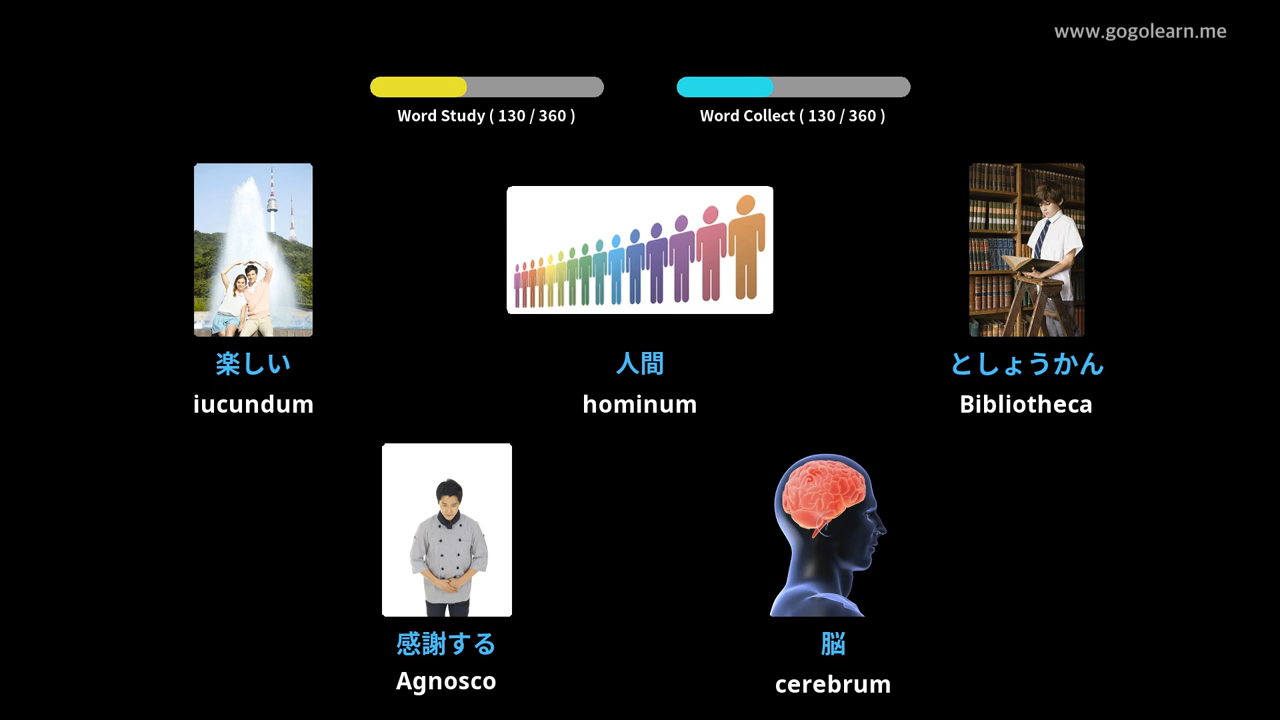 www.gogolearn.me
Word Study ( 130 / 360 )
Word Collect ( 130 / 360 )
楽しい
iucundum
人間
hominum
としょうかん
Bibliotheca
感謝する
Agnosco
脳
cerebrum